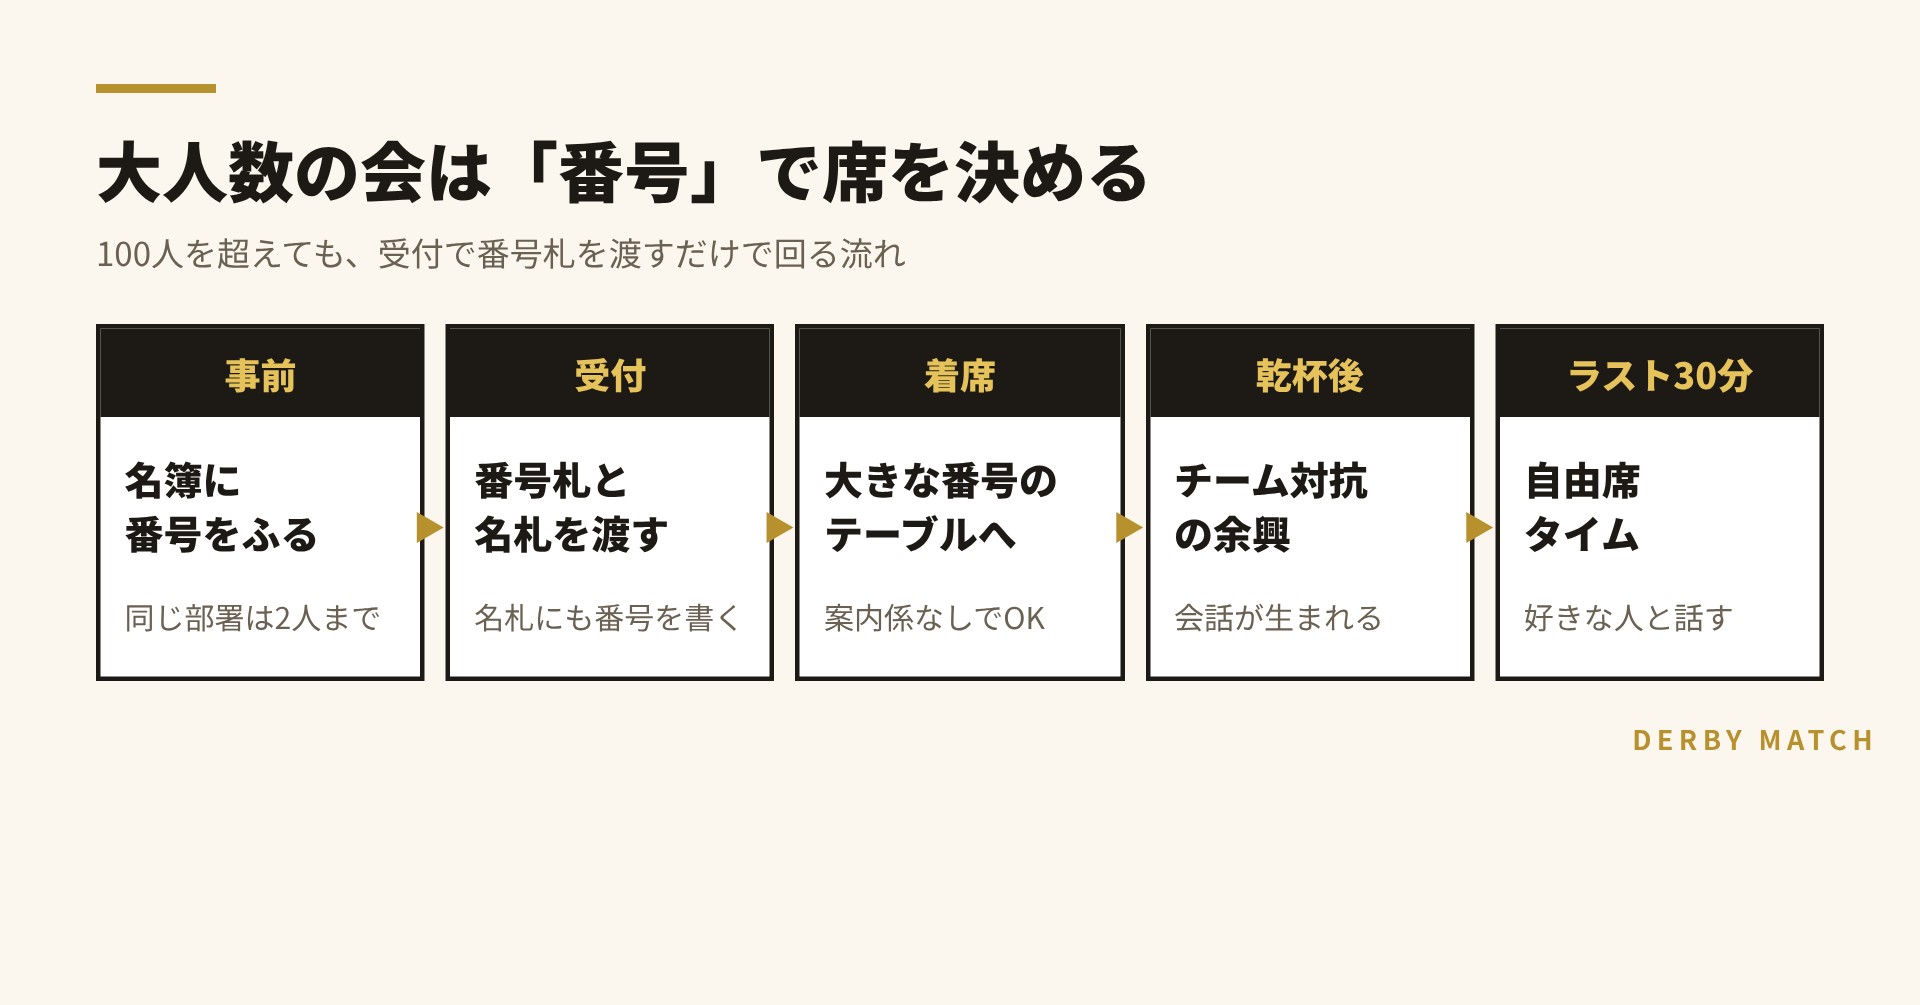 大人数の会は「番号」で席を決める
100人を超えても、受付で番号札を渡すだけで回る流れ
事前
名簿に
番号をふる
同じ部署は2人まで
受付
番号札と
名札を渡す
名札にも番号を書く
着席
大きな番号の
テーブルへ
案内係なしでOK
乾杯後
チーム対抗
の余興
会話が生まれる
ラスト30分
自由席
タイム
好きな人と話す
DERBY MATCH